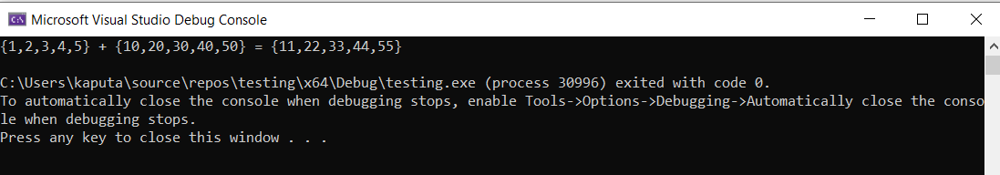 Microsoft Visual Studio Debug Console
{1,2,3,4,5} + {10,20,30,40,50} = {11,22,33,44,55}
C:\Users\kaputa\source\repos\testing\x64\Debug\testing.exe (process 30996) exited with code 0.
To automatically close the console when debugging stops, enable Tools->Options->Debugging->Automatically close the conso
le when debugging stops.
Press any key to close this window . . .